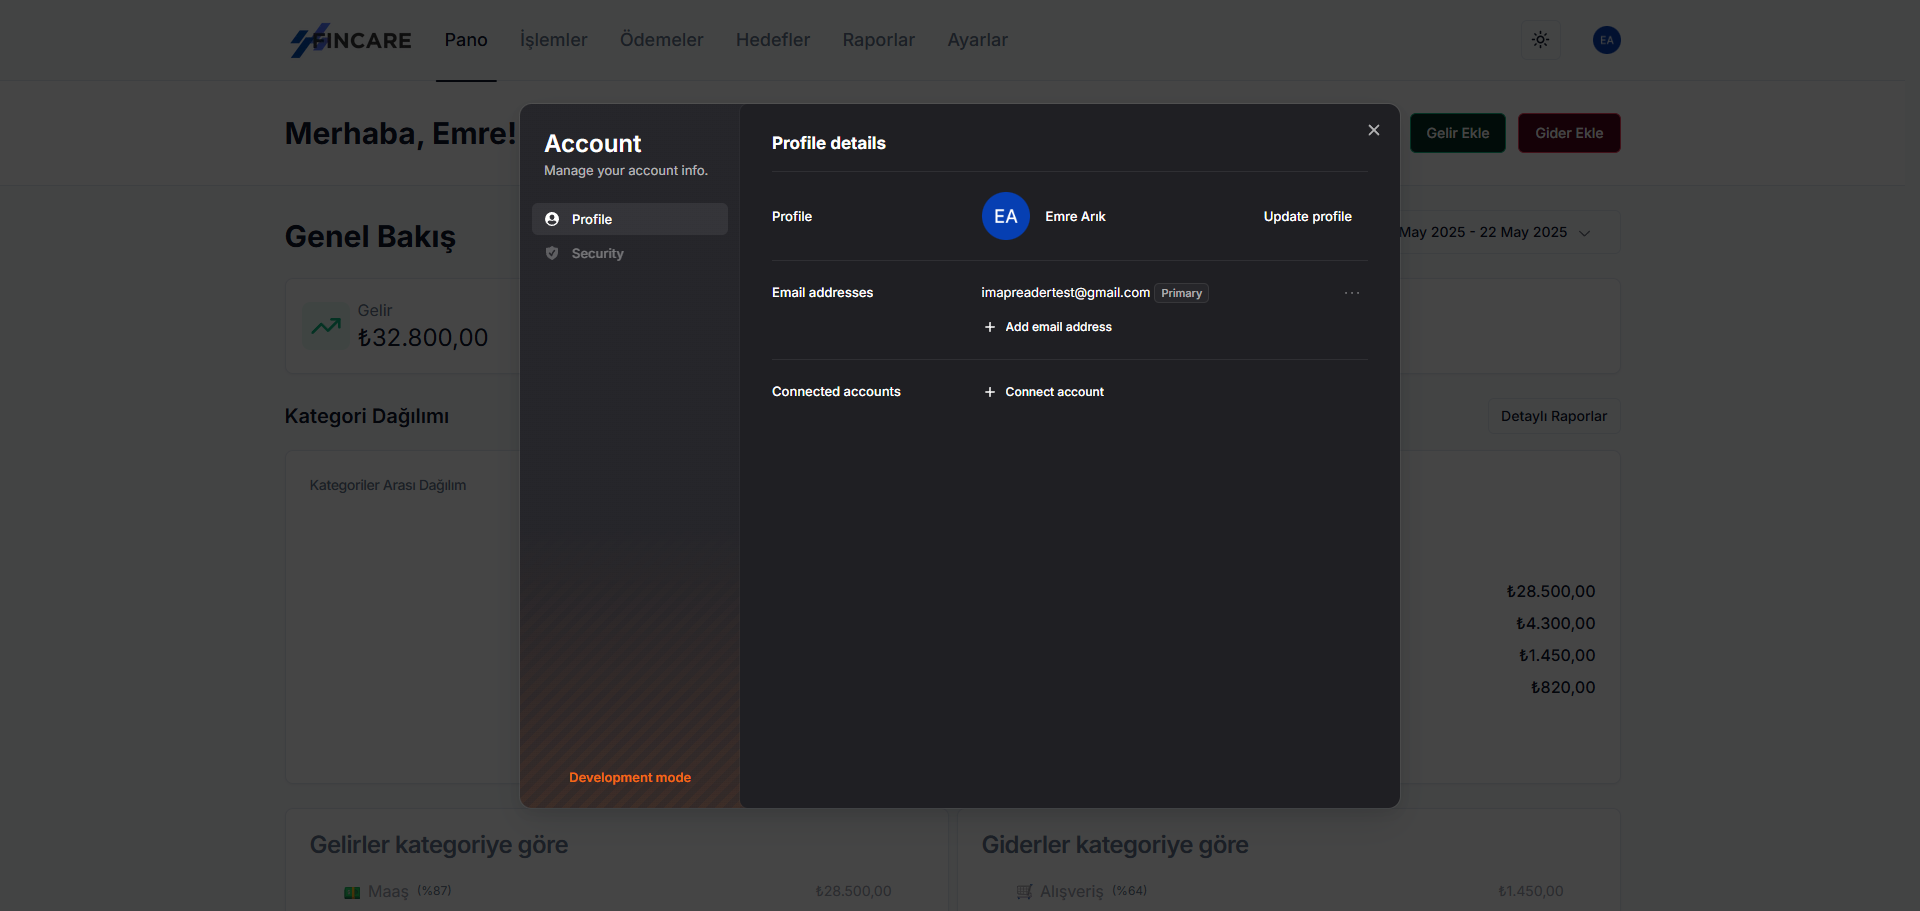 FINCARE Pano İşlemler Ödemeler Hedefler Raporlar Ayarlar EA
Merhaba, Emre!
Gelir Ekle Gider Ekle
Genel Bakış
May 2025 - 22 May 2025
Gelir
₺32.800,00
Kategori Dağılımı
Detaylı Raporlar
Kategoriler Arası Dağılım
₺28.500,00
₺4.300,00
₺1.450,00
₺820,00
Gelirler kategoriye göre
Maaş (%87) ₺28.500,00
Giderler kategoriye göre
Alışveriş (%64) ₺1.450,00
Account
Manage your account info.
Profile
Security
Development mode
Profile details
Profile EA Emre Arık Update profile
Email addresses imapreadertest@gmail.com Primary
Add email address
Connected accounts Connect account